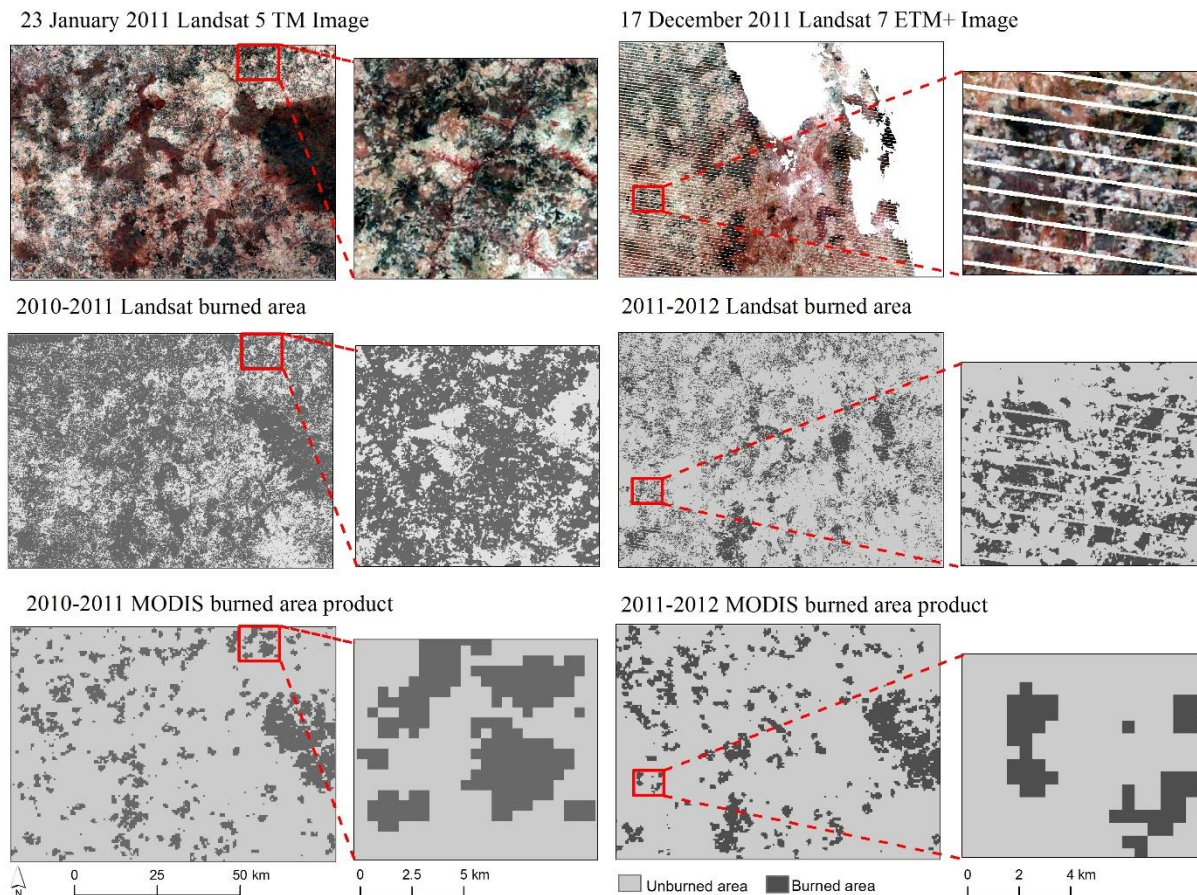 23 January 2011 Landsat 5 TM Image
17 December 2011 Landsat 7 ETM+ Image
2010-2011 Landsat burned area
2011-2012 Landsat burned area
2010-2011 MODIS burned area product
2011-2012 MODIS burned area product
N
0 25 50 km
0 2.5 5 km
Unburned area
Burned area
0 2 4 km